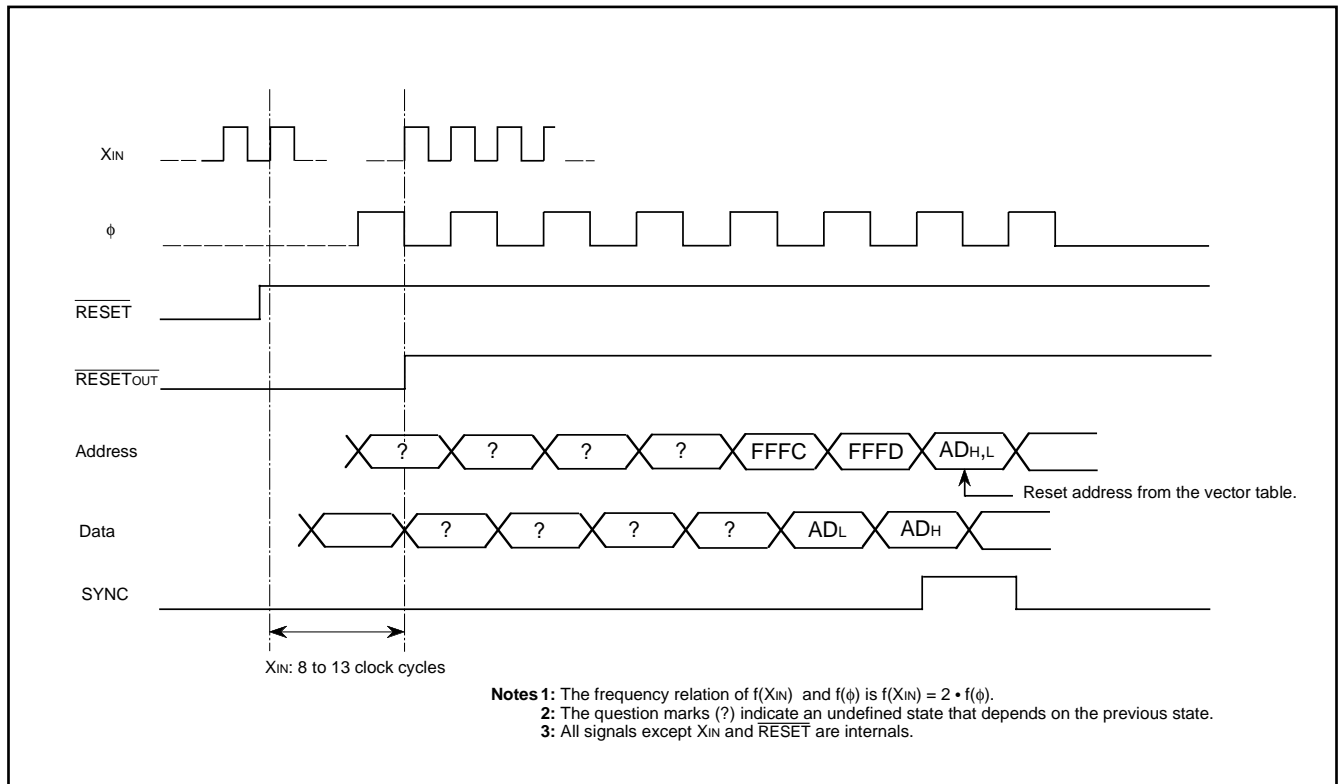 XIN
ϕ
RESET
RESETOUT
Address
? ? ? ? FFFC FFFD ADH,L
Reset address from the vector table.
Data
? ? ? ? ADL ADH
SYNC
XIN: 8 to 13 clock cycles
Notes 1: The frequency relation of f(XIN) and f(ϕ) is f(XIN) = 2 • f(ϕ).
2: The question marks (?) indicate an undefined state that depends on the previous state.
3: All signals except XIN and RESET are internals.